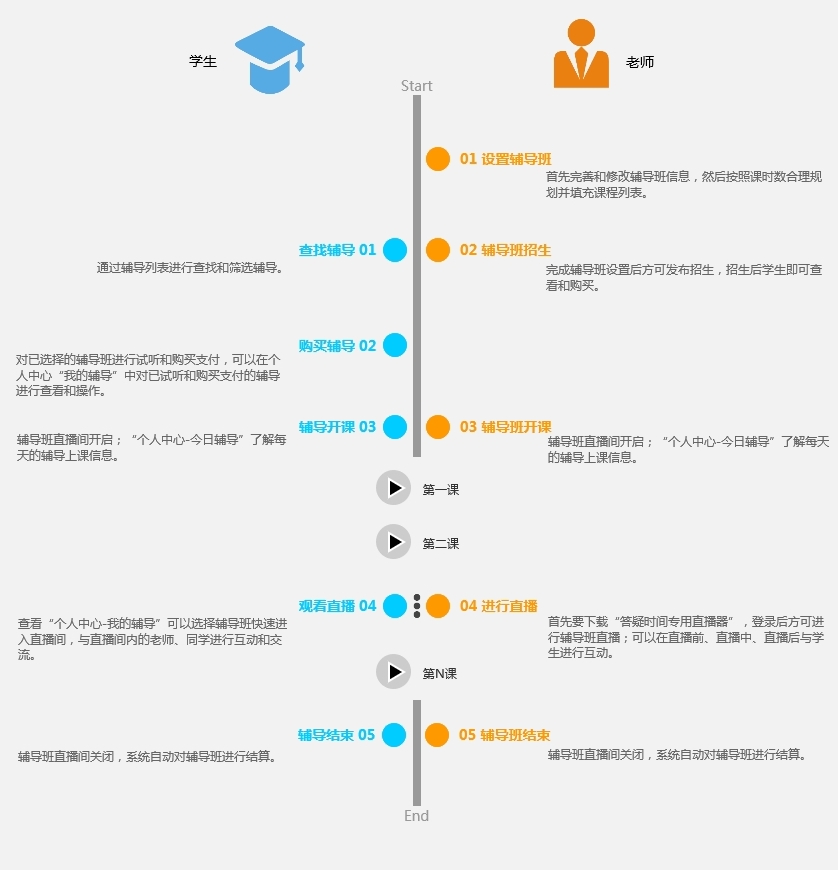 学生
老师
Start
01 设置辅导班
首先完善和修改辅导班信息，然后按照课时数合理规
划并填充课程列表。
查找辅导 01
通过辅导列表进行查找和筛选辅导。
02 辅导班招生
完成辅导班设置后方可发布招生，招生后学生即可查
看和购买。
购买辅导 02
对已选择的辅导班进行试听和购买支付，可以在个
人中心“我的辅导”中对已试听和购买支付的辅导
进行查看和操作。
辅导开课 03
辅导班直播间开启；“个人中心-今日辅导”了解每
天的辅导上课信息。
03 辅导班开课
辅导班直播间开启；“个人中心-今日辅导”了解每天
的辅导上课信息。
第一课
第二课
观看直播 04
查看“个人中心-我的辅导”可以选择辅导班快速进
入直播间，与直播间内的老师、同学进行互动和交
流。
04 进行直播
首先要下载“答疑时间专用直播器”，登录后方可进
行辅导班直播；可以在直播前、直播中、直播后与学
生进行互动。
第N课
辅导结束 05
辅导班直播间关闭，系统自动对辅导班进行结算。
05 辅导班结束
辅导班直播间关闭，系统自动对辅导班进行结算。
End